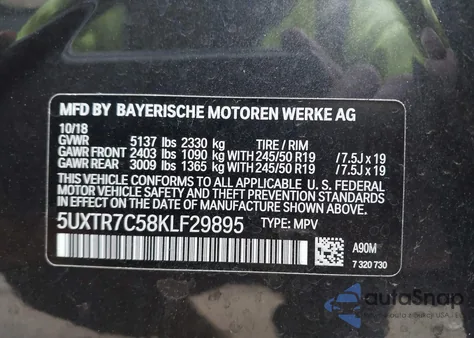 MFD BY BAYERISCHE MOTOREN WERKE AG
10/18
GVWR 5137 lbs 2330 kg TIRE / RIM
GAWR FRONT 2403 lbs 1090 kg WITH 245/50 R19 / 7.5J x 19
GAWR REAR 3009 lbs 1365 kg WITH 245/50 R19 / 7.5J x 19
THIS VEHICLE CONFORMS TO ALL APPLICABLE U. S. FEDERAL
MOTOR VEHICLE SAFETY, BUMPER, AND THEFT PREVENTION
STANDARDS IN EFFECT ON THE DATE OF MANUFACTURE SHOWN ABOVE.
5UXTR7C58KLF29895 TYPE: MPV
A90M
7 320 730
autoSnap